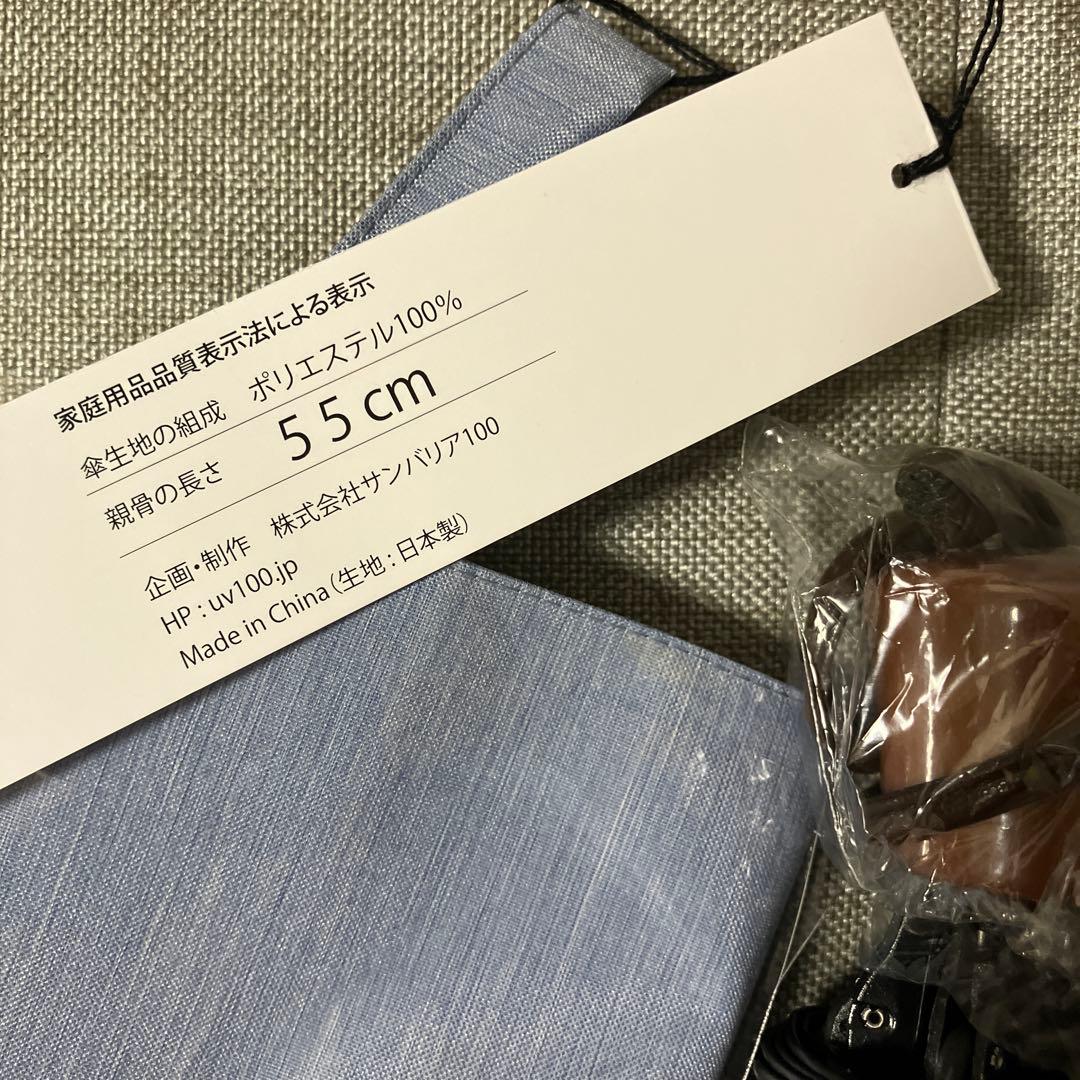 家庭用品品質表示法による表示
傘生地の組成 ポリエステル100%
親骨の長さ 55cm
企画・制作 株式会社サンバリア100
HP : uv100.jp
Made in China（生地 : 日本製）